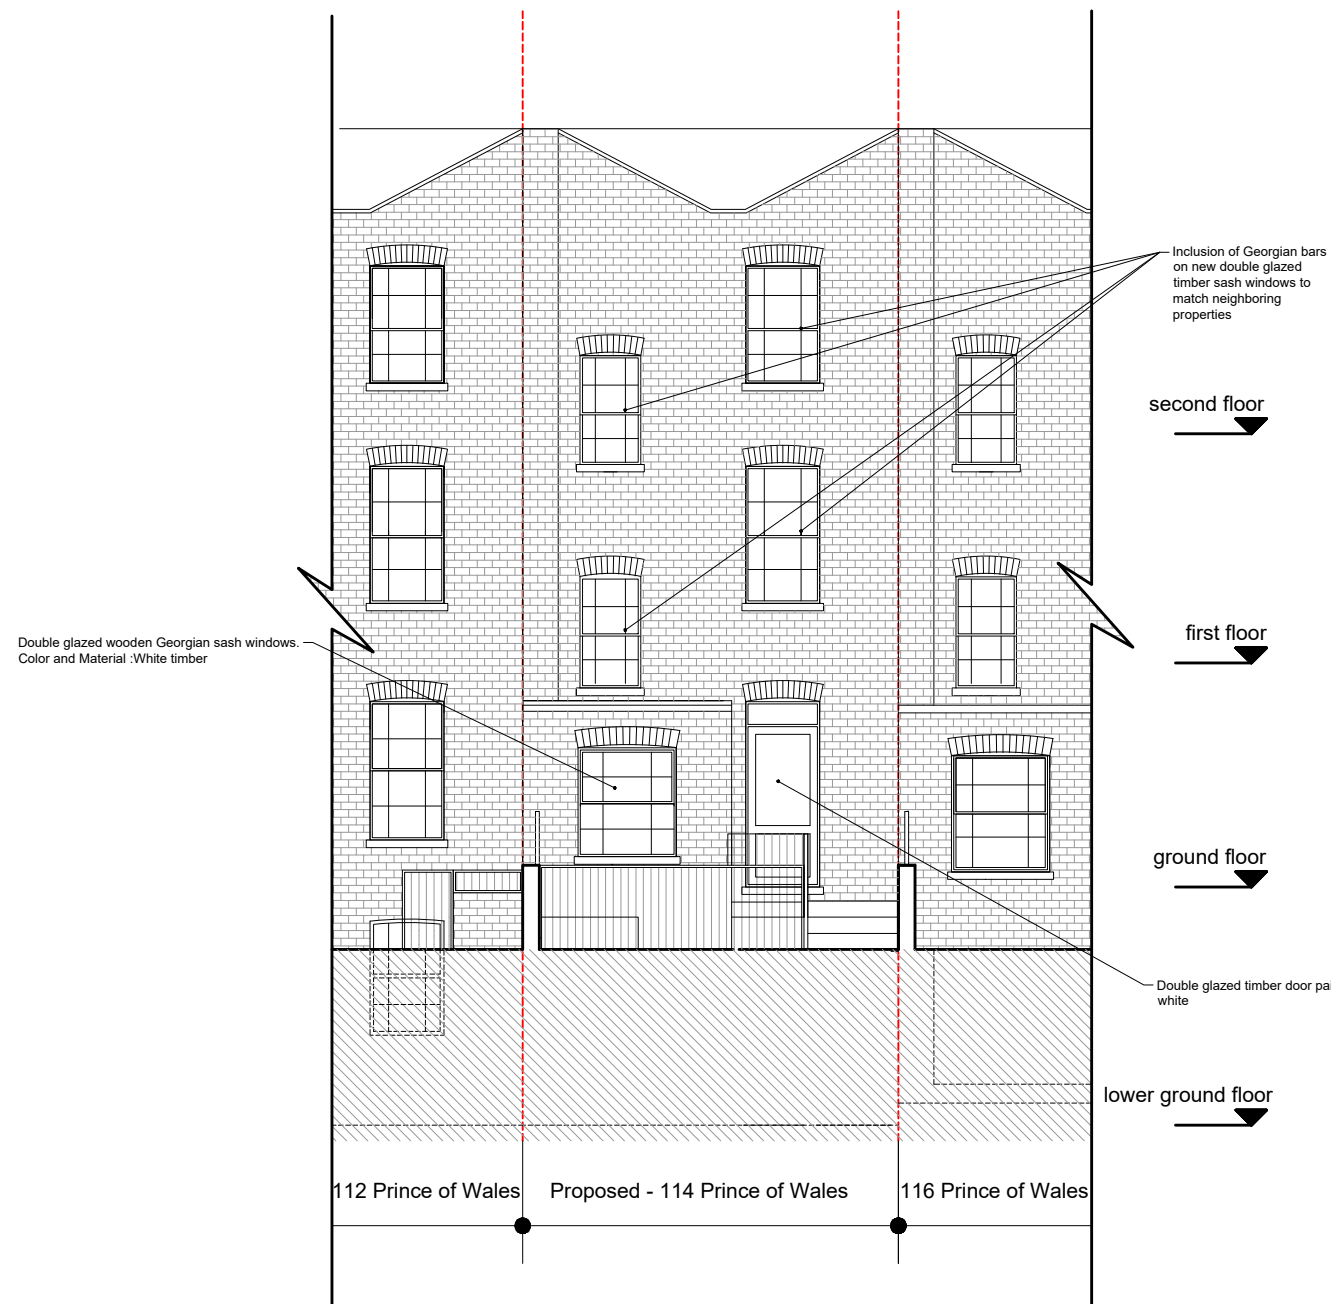 Inclusion of Georgian bars
on new double glazed
timber sash windows to
match neighboring
properties
second floor
first floor
Double glazed wooden Georgian sash windows.
Color and Material :White timber
ground floor
Double glazed timber door
white
lower ground floor
112 Prince of Wales
Proposed - 114 Prince of Wales
116 Prince of Wales